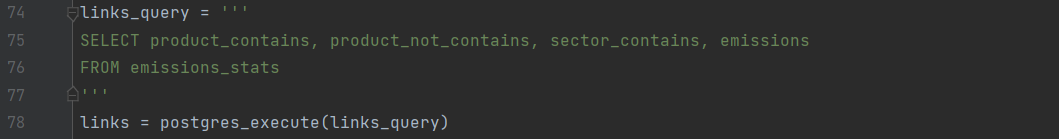 74 links_query = '''
75 SELECT product_contains, product_not_contains, sector_contains, emissions
76 FROM emissions_stats
77 '''
78 links = postgres_execute(links_query)